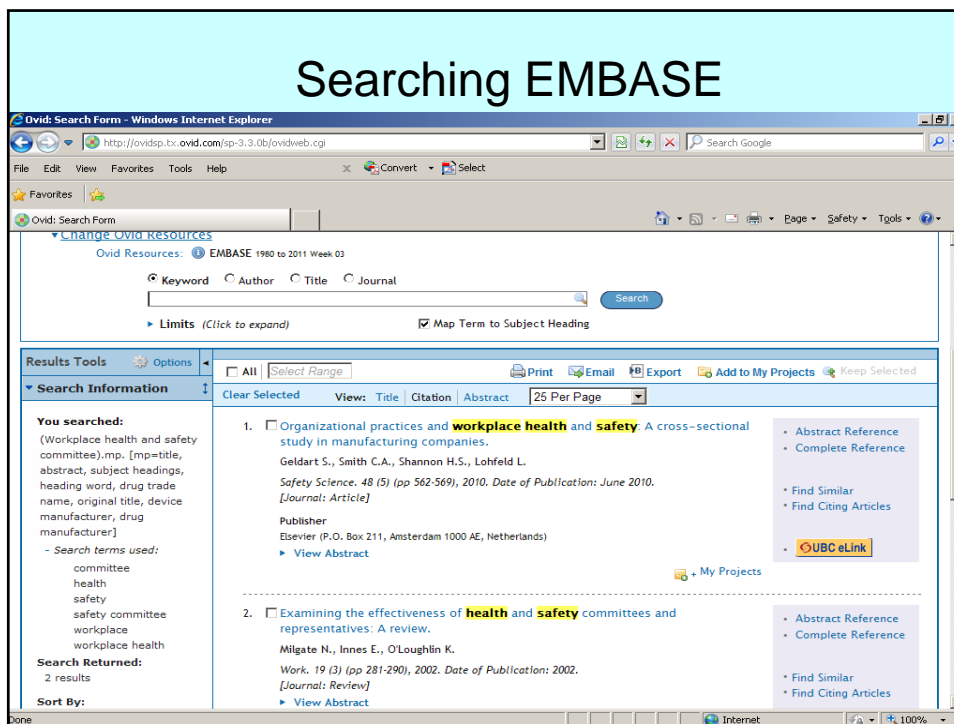 Searching EMBASE
Ovid: Search Form - Windows Internet Explorer
http://ovidsp.tx.ovid.com/sp-3.3.0b/ovidweb.cgi
Search Google
File Edit View Favorites Tools Help
x Convert Select
Favorites
Ovid: Search Form
Page Safety Tools
Change Ovid Resources
Ovid Resources: EMBASE 1980 to 2011 Week 03
Keyword Author Title Journal
Search
Limits (Click to expand) Map Term to Subject Heading
Results Tools Options
Search Information
You searched:
(Workplace health and safety
committee).mp. [mp=title,
abstract, subject headings,
heading word, drug trade
name, original title, device
manufacturer, drug
manufacturer]
- Search terms used:
committee
health
safety
safety committee
workplace
workplace health
Search Returned:
2 results
Sort By:
All Select Range Print Email Export Add to My Projects Keep Selected
Clear Selected View: Title | Citation | Abstract 25 Per Page
1. Organizational practices and workplace health and safety: A cross-sectional
study in manufacturing companies.
Geldart S., Smith C.A., Shannon H.S., Lohfeld L.
Safety Science. 48 (5) (pp 562-569), 2010. Date of Publication: June 2010.
[Journal: Article]
Publisher
Elsevier (P.O. Box 211, Amsterdam 1000 AE, Netherlands)
View Abstract
+ My Projects
• Abstract Reference
• Complete Reference
• Find Similar
• Find Citing Articles
• UBC eLink
2. Examining the effectiveness of health and safety committees and
representatives: A review.
Milgate N., Innes E., O'Loughlin K.
Work. 19 (3) (pp 281-290), 2002. Date of Publication: 2002.
[Journal: Review]
View Abstract
• Abstract Reference
• Complete Reference
• Find Similar
• Find Citing Articles
Done Internet 100%